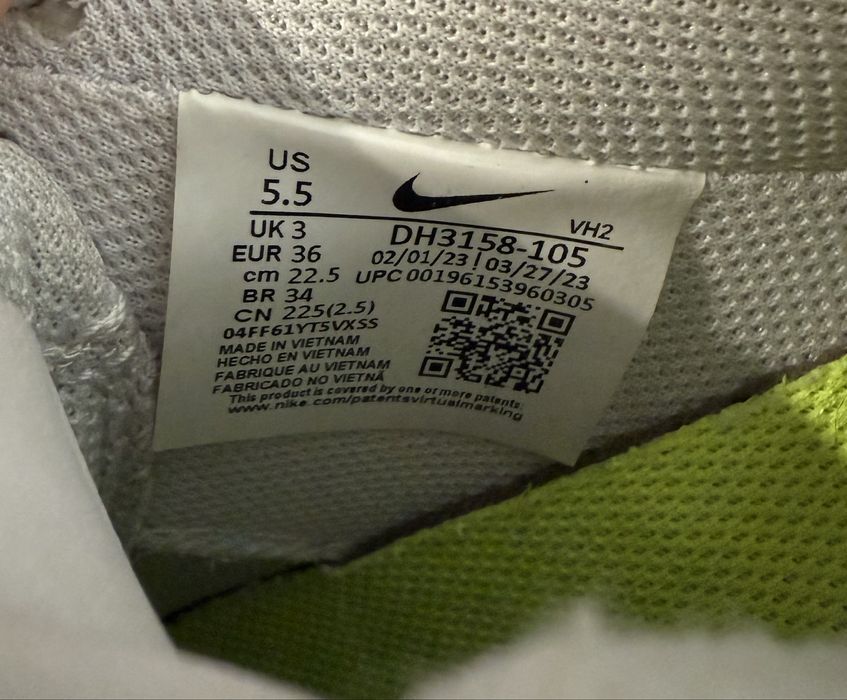 US
5.5
VH2
UK 3
DH3158-105
EUR 36
02/01/23 | 03/27/23
cm 22.5
UPC 00196153960305
BR 34
CN 225(2.5)
04FF61YT5VXSS
MADE IN VIETNAM
HECHO EN VIETNAM
FABRIQUE AU VIETNAM
FABRICADO NO VIETNÃ
This product is covered by one or more patents:
www.nike.com/patentsvirtualmarking